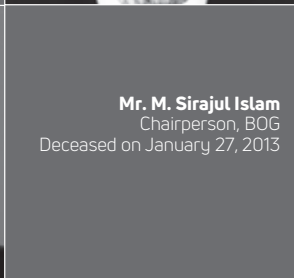 Mr. M. Sirajul Islam
Chairperson, BOG
Deceased on January 27, 2013